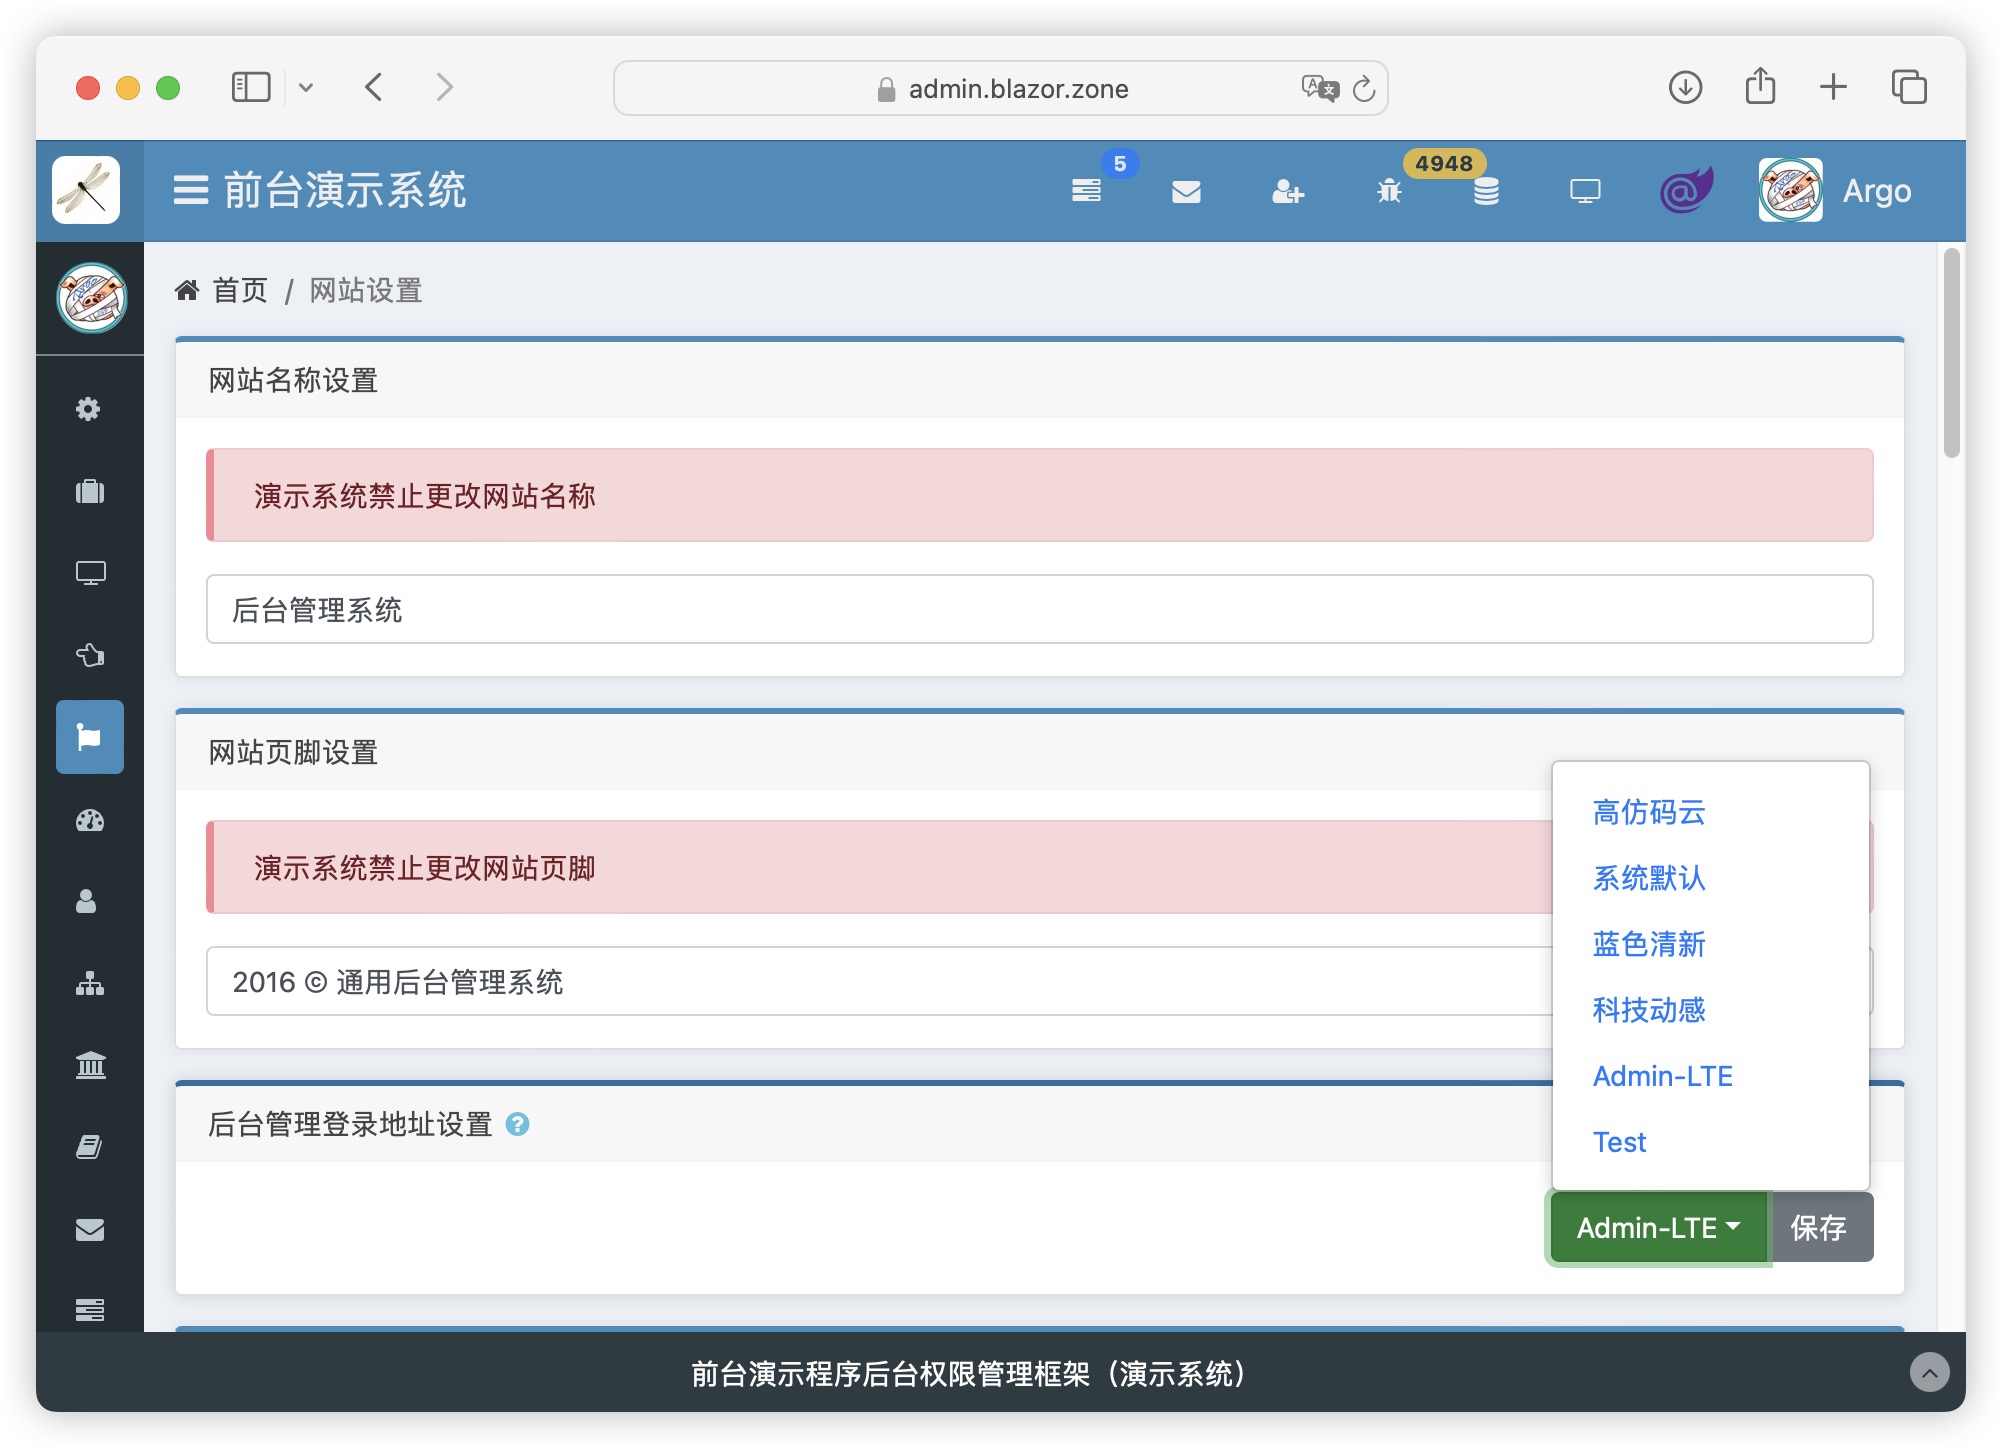 admin.blazor.zone
前台演示系统
5
4948
Argo
首页 / 网站设置
网站名称设置
演示系统禁止更改网站名称
后台管理系统
网站页脚设置
演示系统禁止更改网站页脚
2016 © 通用后台管理系统
后台管理登录地址设置
高仿码云
系统默认
蓝色清新
科技动感
Admin-LTE
Test
Admin-LTE
保存
前台演示程序后台权限管理框架（演示系统）